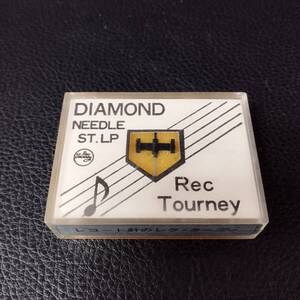 DIAMOND
NEEDLE
ST. LP
Rec
Tourney